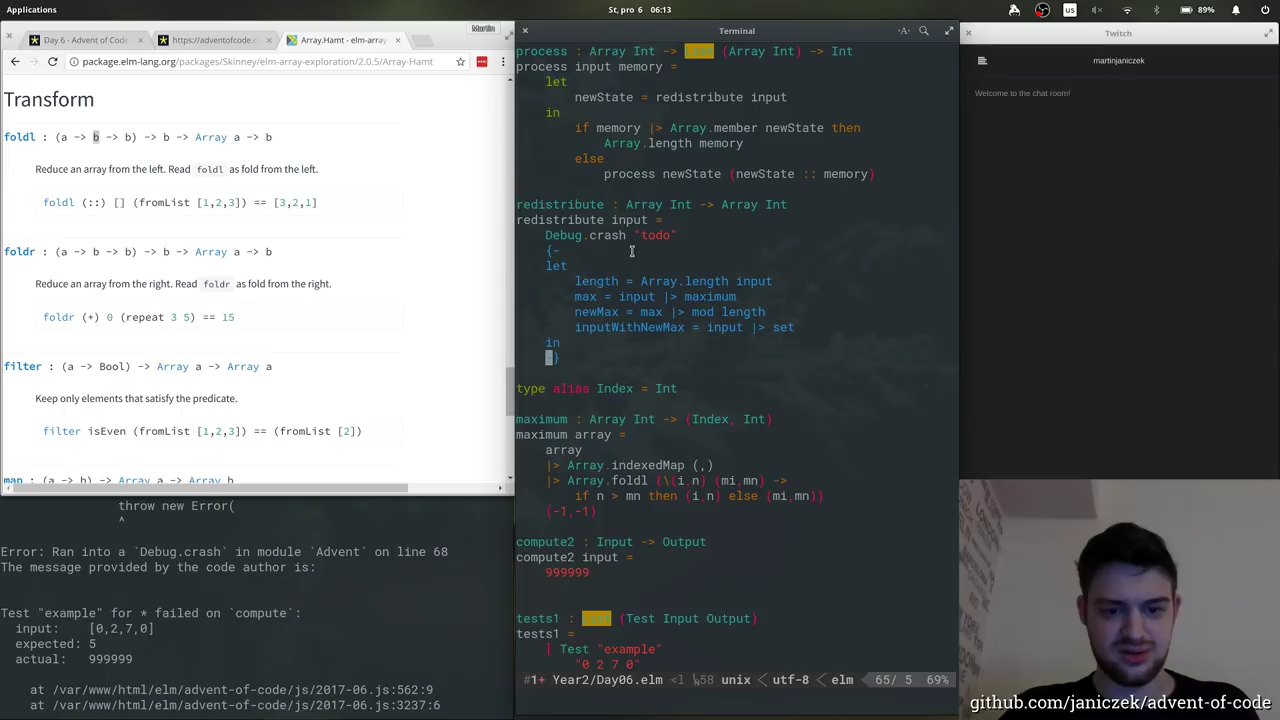 Applications
St, pro 6 06:13
us
89%
Day 6 - Advent of Code
https://adventofcode.c
Array.Hamt - elm-array
Martin
package.elm-lang.org/packages/Skinney/elm-array-exploration/2.0.5/Array-Hamt
Transform
foldl : (a -> b -> b) -> b -> Array a -> b
Reduce an array from the left. Read foldl as fold from the left.
foldl (::) [] (fromList [1,2,3]) == [3,2,1]
foldr : (a -> b -> b) -> b -> Array a -> b
Reduce an array from the right. Read foldr as fold from the right.
foldr (+) 0 (repeat 3 5) == 15
filter : (a -> Bool) -> Array a -> Array a
Keep only elements that satisfy the predicate.
filter isEven (fromList [1,2,3]) == (fromList [2])
map : (a -> b) -> Array a -> Array b
throw new Error(
^
Error: Ran into a `Debug.crash` in module `Advent` on line 68
The message provided by the code author is:
Test "example" for * failed on `compute`:
input:    [0,2,7,0]
expected: 5
actual:   999999
at /var/www/html/elm/advent-of-code/js/2017-06.js:562:9
at /var/www/html/elm/advent-of-code/js/2017-06.js:3237:6
Terminal
process : Array Int -> List (Array Int) -> Int
process input memory =
let
newState = redistribute input
in
if memory |> Array.member newState then
Array.length memory
else
process newState (newState :: memory)
redistribute : Array Int -> Array Int
redistribute input =
Debug.crash "todo"
{-
let
length = Array.length input
max = input |> maximum
newMax = max |> mod length
inputWithNewMax = input |> set
in
-}
type alias Index = Int
maximum : Array Int -> (Index, Int)
maximum array =
array
|> Array.indexedMap (,)
|> Array.foldl (\(i,n) (mi,mn) ->
if n > mn then (i,n) else (mi,mn))
(-1,-1)
compute2 : Input -> Output
compute2 input =
999999
tests1 : List (Test Input Output)
tests1 =
[ Test "example"
"0 2 7 0"
#1+ Year2/Day06.elm
unix < utf-8 < elm 65/ 5 69%
Twitch
martinjaniczek
Welcome to the chat room!
github.com/janiczek/advent-of-code